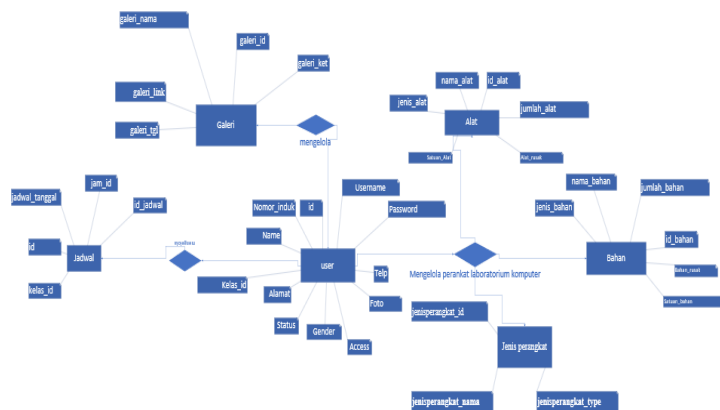 galeri_nama
galeri_id
galeri_ket
galeri_link
galeri_tgl
Galeri
mengelola
nama_alat
id_alat
jenis_alat
jumlah_alat
Alat
Satuan_Alat
Alat_rusak
nama_bahan
jumlah_bahan
jenis_bahan
id_bahan
Bahan
Bahan_rusak
Satuan_bahan
jam_id
jadwal_tanggal
id_jadwal
id
Jadwal
kelas_id
Username
Nomor_induk
id
Password
Name
user
Kelas_id
Telp
Alamat
Foto
Status
Gender
Access
Mengelola perankat laboratorium komputer
jenisperangkat_id
Jenis perangkat
jenisperangkat_nama
jenisperangkat_type